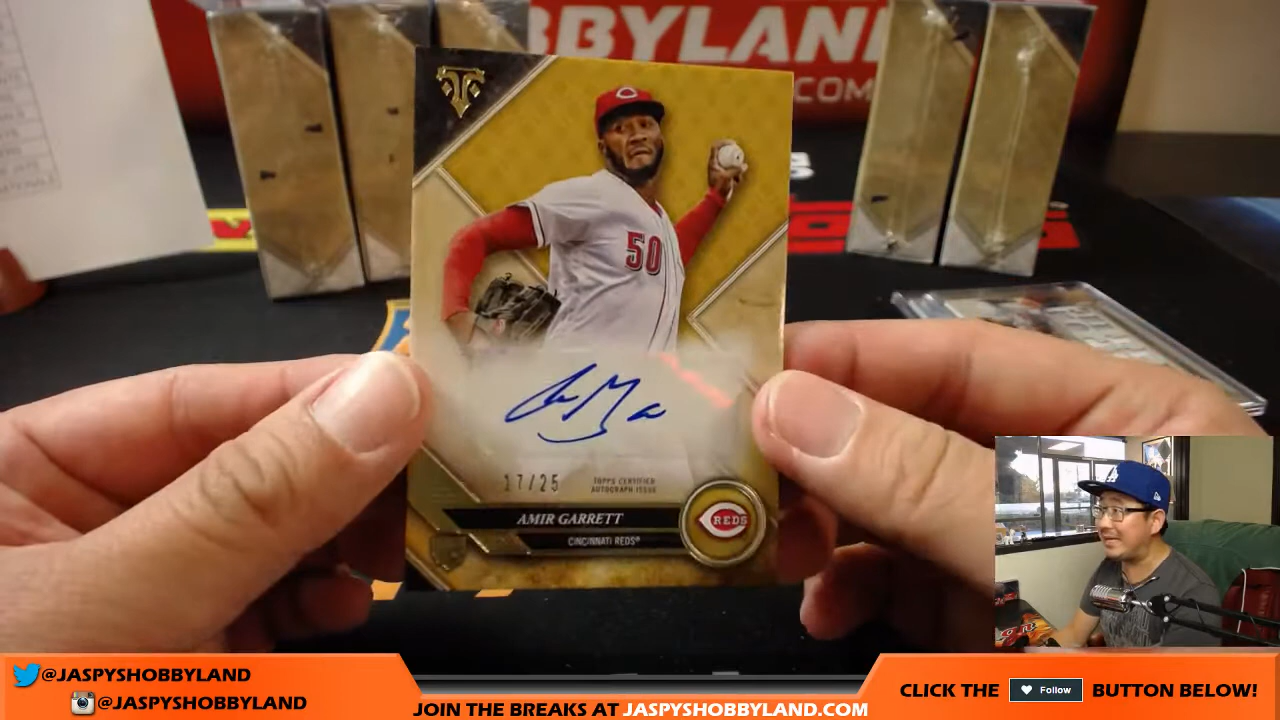 BBYLAN
.COM
50
17/25
TOPPS CERTIFIED
AUTOGRAPH ISSUE
AMIR GARRETT
CINCINNATI REDS®
REDS
LA
@JASPYSHOBBYLAND
@JASPYSHOBBYLAND
JOIN THE BREAKS AT JASPYSHOBBYLAND.COM
CLICK THE Follow BUTTON BELOW!